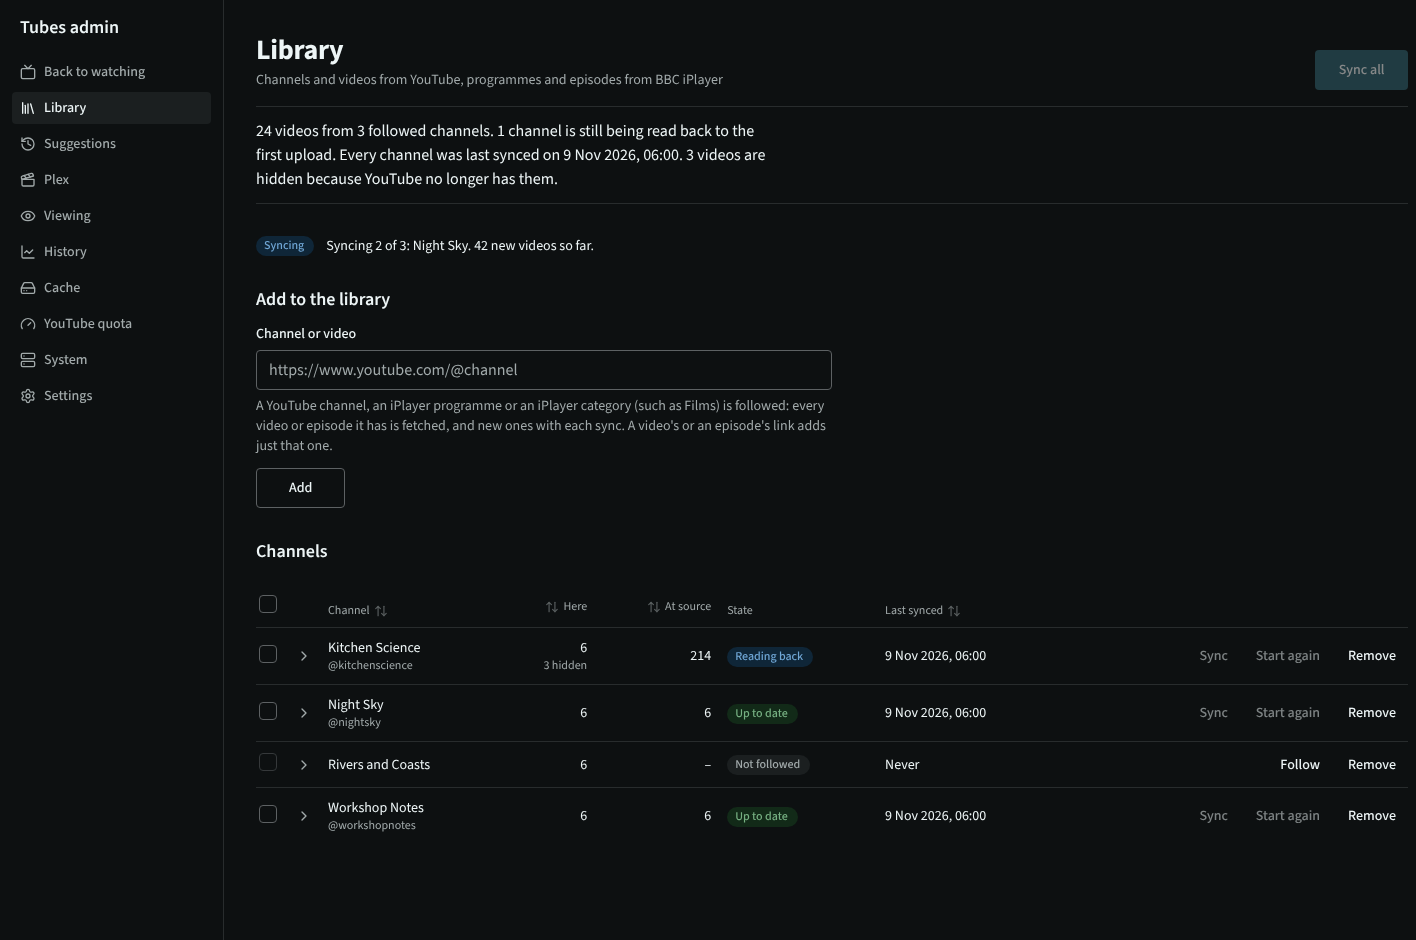 Tubes admin
Back to watching
Library
Suggestions
Plex
Viewing
History
Cache
YouTube quota
System
Settings
Library
Channels and videos from YouTube, programmes and episodes from BBC iPlayer
Sync all
24 videos from 3 followed channels. 1 channel is still being read back to the
first upload. Every channel was last synced on 9 Nov 2026, 06:00. 3 videos are
hidden because YouTube no longer has them.
Syncing Syncing 2 of 3: Night Sky. 42 new videos so far.
Add to the library
Channel or video
https://www.youtube.com/@channel
A YouTube channel, an iPlayer programme or an iPlayer category (such as Films) is followed: every
video or episode it has is fetched, and new ones with each sync. A video's or an episode's link adds
just that one.
Add
Channels
Channel Here At source State Last synced
Kitchen Science 6 214 Reading back 9 Nov 2026, 06:00 Sync Start again Remove
@kitchenscience 3 hidden
Night Sky 6 6 Up to date 9 Nov 2026, 06:00 Sync Start again Remove
@nightsky
Rivers and Coasts 6 – Not followed Never Follow Remove
Workshop Notes 6 6 Up to date 9 Nov 2026, 06:00 Sync Start again Remove
@workshopnotes